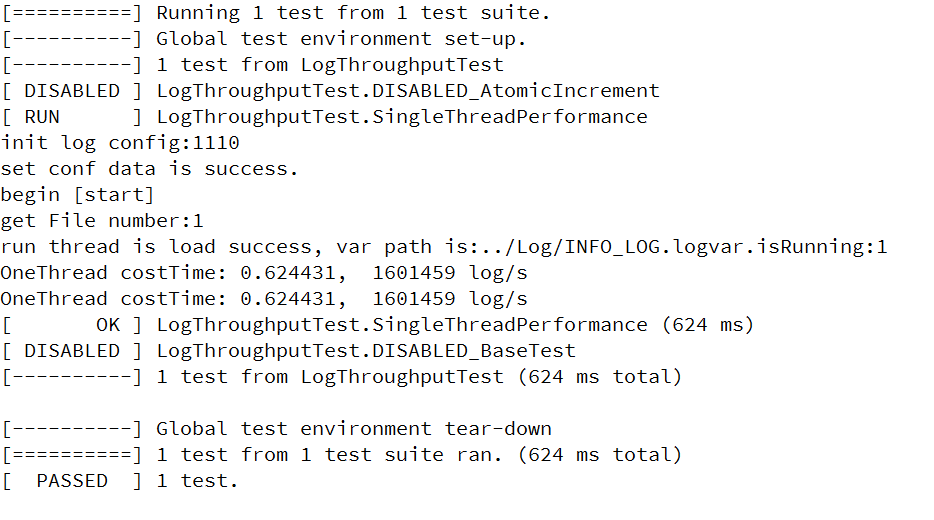 [==========] Running 1 test from 1 test suite.
[----------] Global test environment set-up.
[----------] 1 test from LogThroughputTest
[ DISABLED ] LogThroughputTest.DISABLED_AtomicIncrement
[ RUN      ] LogThroughputTest.SingleThreadPerformance
init log config:1110
set conf data is success.
begin [start]
get File number:1
run thread is load success, var path is:../Log/INFO_LOG.logvar.isRunning:1
OneThread costTime: 0.624431,  1601459 log/s
OneThread costTime: 0.624431,  1601459 log/s
[       OK ] LogThroughputTest.SingleThreadPerformance (624 ms)
[ DISABLED ] LogThroughputTest.DISABLED_BaseTest
[----------] 1 test from LogThroughputTest (624 ms total)

[----------] Global test environment tear-down
[==========] 1 test from 1 test suite ran. (624 ms total)
[  PASSED  ] 1 test.